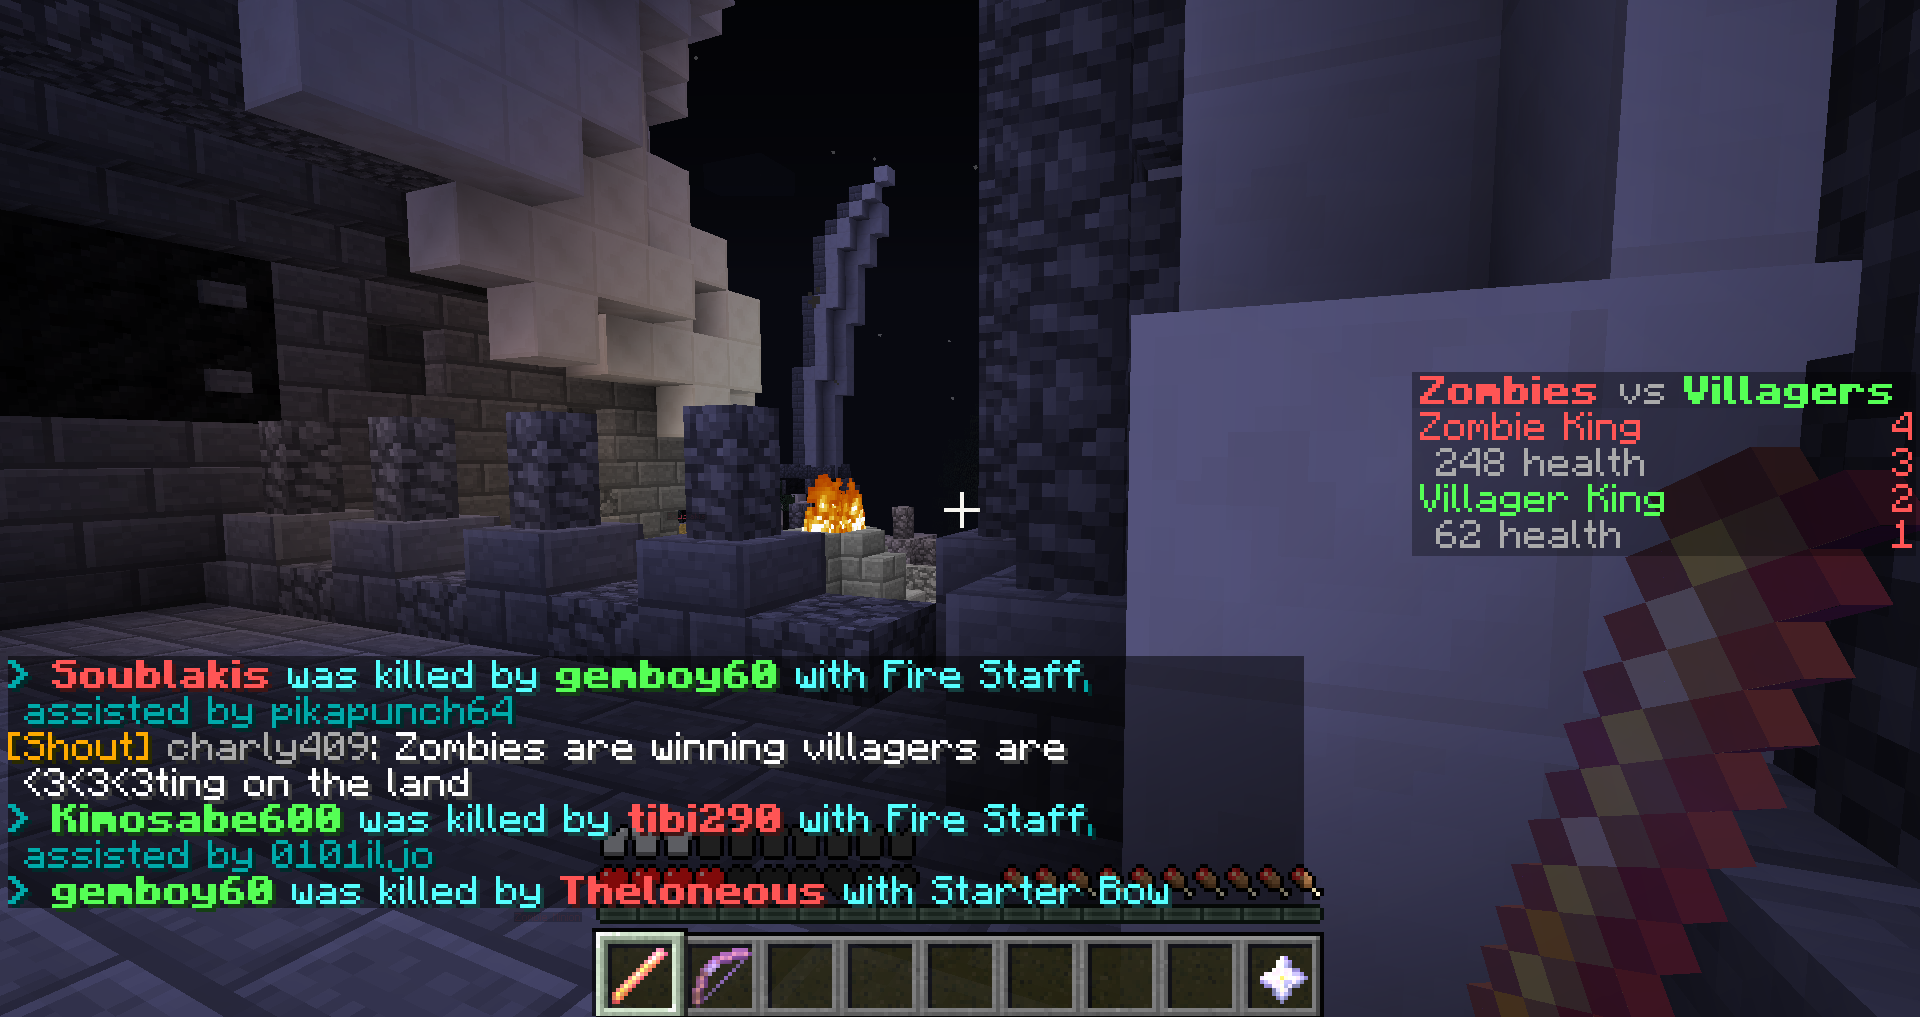 Zombies vs Villagers
Zombie King 4
248 health 3
Villager King 2
62 health 1
> Soublakis was killed by gemboy60 with Fire Staff,
assisted by pikapunch64
[Shout] charly409: Zombies are winning villagers are
<3<3<3ting on the land
> Kimosabe600 was killed by tibi290 with Fire Staff,
assisted by 0101iljo
> gemboy60 was killed by Theloneous with Starter Bow